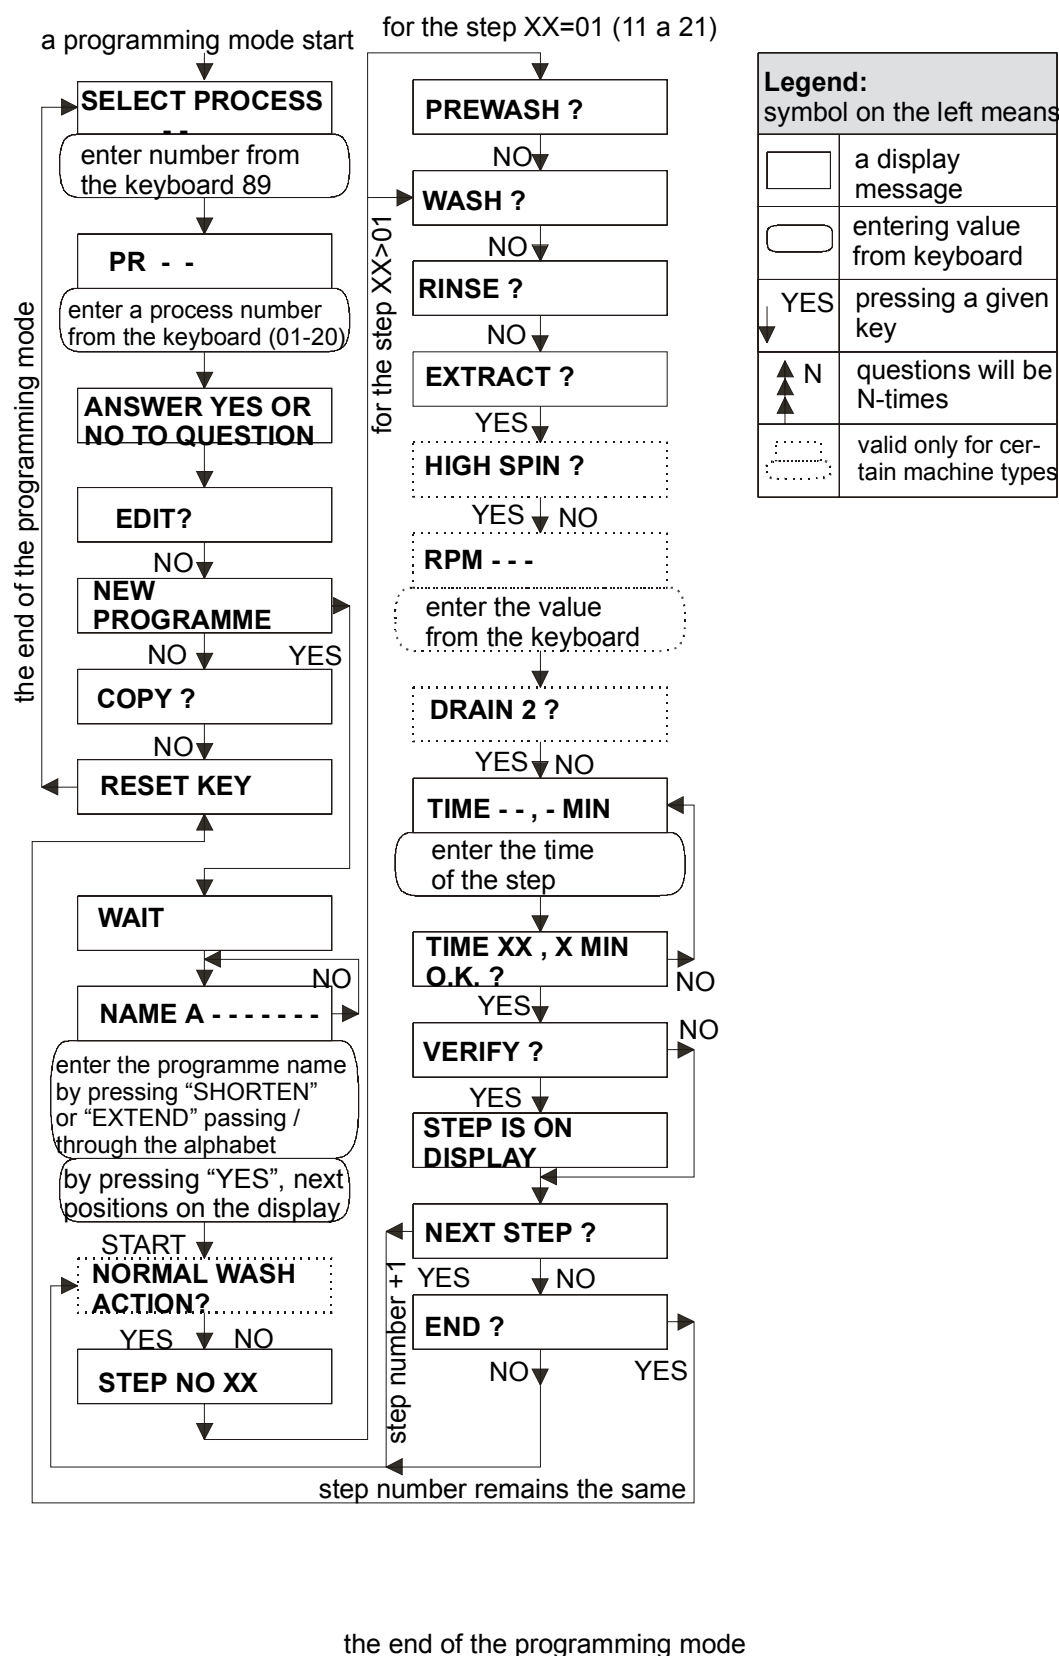 a programming mode start
SELECT PROCESS
- -
enter number from
the keyboard 89
PR - -
enter a process number
from the keyboard (01-20)
ANSWER YES OR
NO TO QUESTION
EDIT?
NO
NEW
PROGRAMME
NO
YES
COPY ?
NO
RESET KEY
the end of the programming mode
WAIT
NO
NAME A - - - - - - -
enter the programme name
by pressing “SHORTEN”
or “EXTEND” passing /
through the alphabet
by pressing “YES”, next
positions on the display
START
NORMAL WASH
ACTION?
YES NO
STEP NO XX
for the step XX=01 (11 a 21)
PREWASH ?
NO
WASH ?
for the step XX>01
NO
RINSE ?
NO
EXTRACT ?
YES
HIGH SPIN ?
YES NO
RPM - - -
enter the value
from the keyboard
DRAIN 2 ?
YES NO
TIME - - , - MIN
enter the time
of the step
TIME XX , X MIN
O.K. ?
NO
YES
NO
VERIFY ?
YES
STEP IS ON
DISPLAY
NEXT STEP ?
YES NO
step number +1
END ?
NO
YES
step number remains the same
Legend:
symbol on the left means
a display
message
entering value
from keyboard
YES
pressing a given
key
N
questions will be
N-times
valid only for cer-
tain machine types
the end of the programming mode